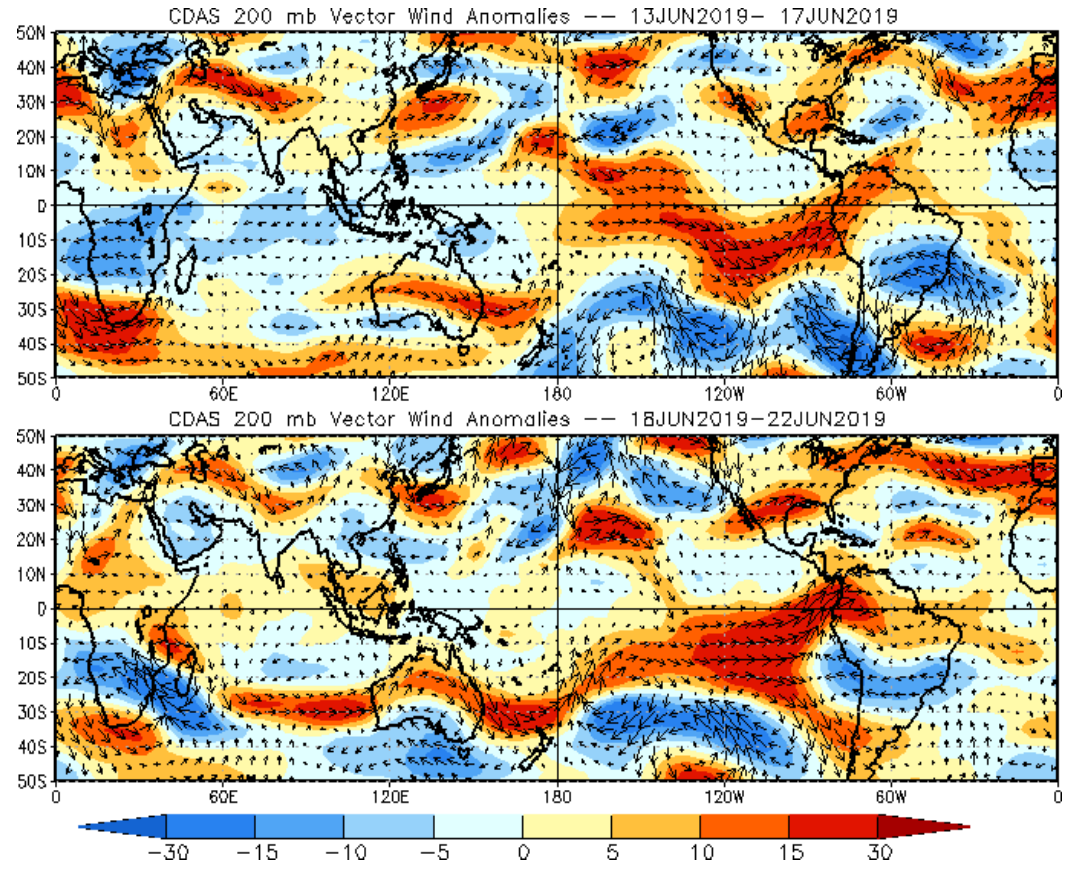 CDAS 200 mb Vector Wind Anomalies -- 13JUN2019- 17JUN2019
50N
40N
30N
20N
10N
0
10S
20S
30S
40S
50S
0 60E 120E 180 120W 60W 0
CDAS 200 mb Vector Wind Anomalies -- 18JUN2019-22JUN2019
50N
40N
30N
20N
10N
0
10S
20S
30S
40S
50S
0 60E 120E 180 120W 60W 0
-30 -15 -10 -5 0 5 10 15 30